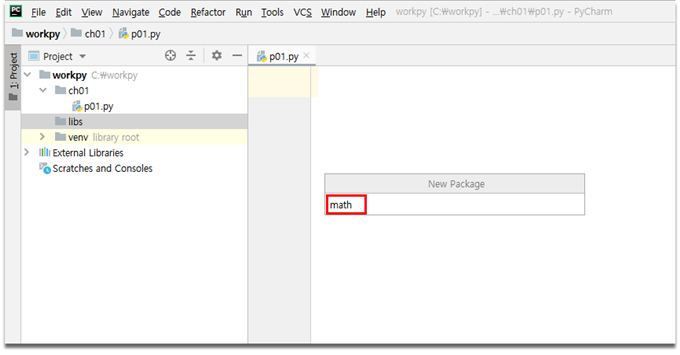 PC File Edit View Navigate Code Refactor Run Tools VCS Window Help workpy [C:₩workpy] - ...₩ch01₩p01.py - PyCharm
workpy ch01 p01.py
1: Project
Project
p01.py
workpy C:₩workpy
ch01
p01.py
libs
venv library root
External Libraries
Scratches and Consoles
New Package
math